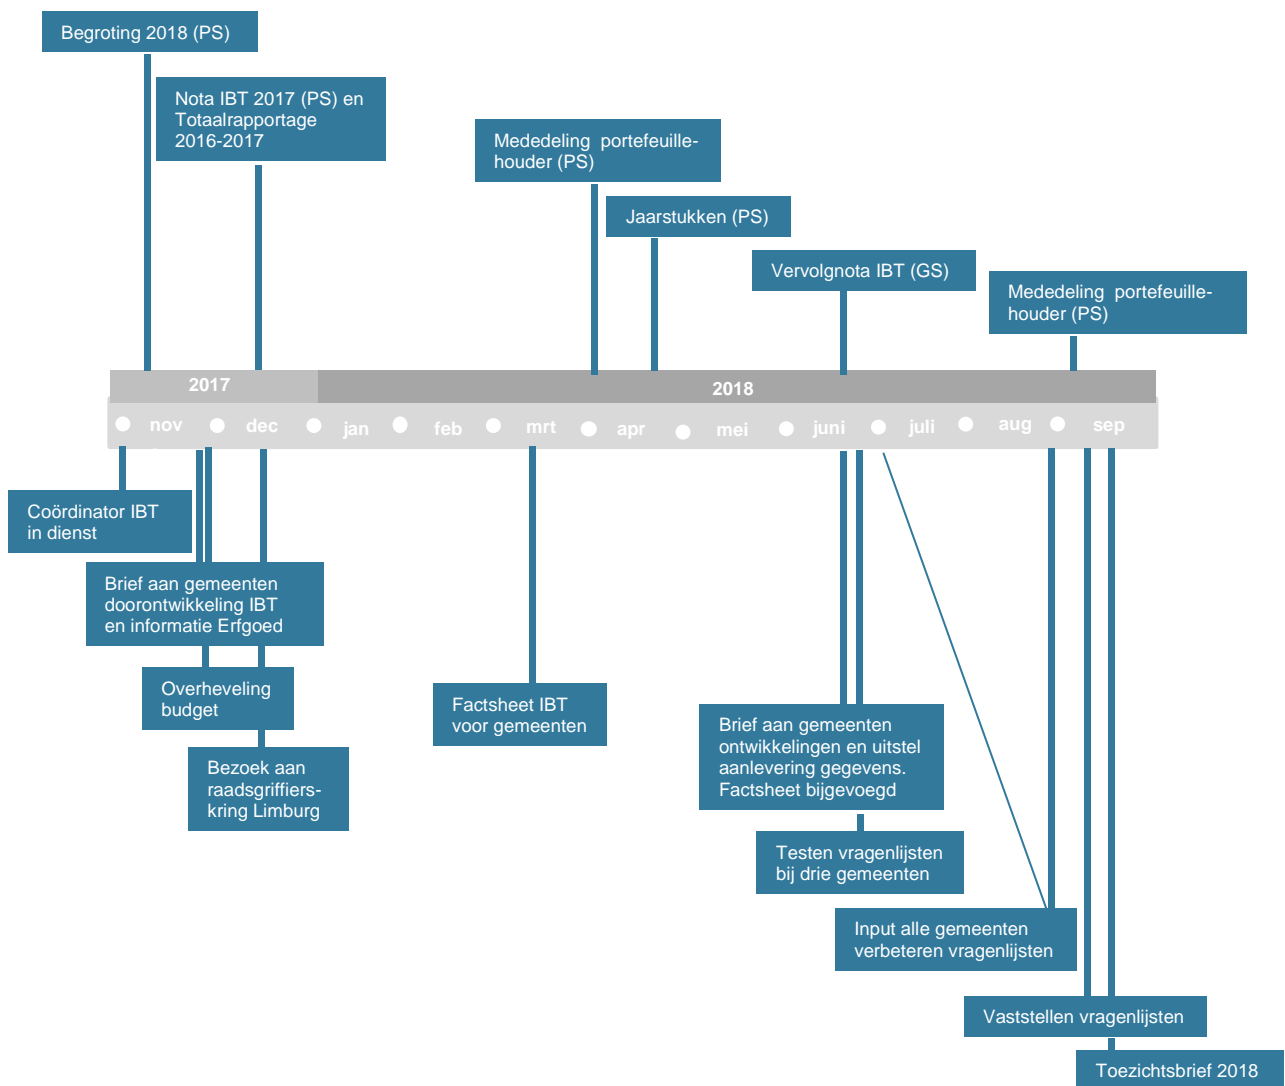 Begroting 2018 (PS)
Nota IBT 2017 (PS) en
Totaalrapportage
2016-2017
Mededeling portefeuille-
houder (PS)
Jaarstukken (PS)
Vervolgnota IBT (GS)
Mededeling portefeuille-
houder (PS)
2017
2018
nov dec jan feb mrt apr mei juni juli aug sep
Coördinator IBT
in dienst
Brief aan gemeenten
doorontwikkeling IBT
en informatie Erfgoed
Overheveling
budget
Bezoek aan
raadsgriffiers-
kring Limburg
Factsheet IBT
voor gemeenten
Brief aan gemeenten
ontwikkelingen en uitstel
aanlevering gegevens.
Factsheet bijgevoegd
Testen vragenlijsten
bij drie gemeenten
Input alle gemeenten
verbeteren vragenlijsten
Vaststellen vragenlijsten
Toezichtsbrief 2018